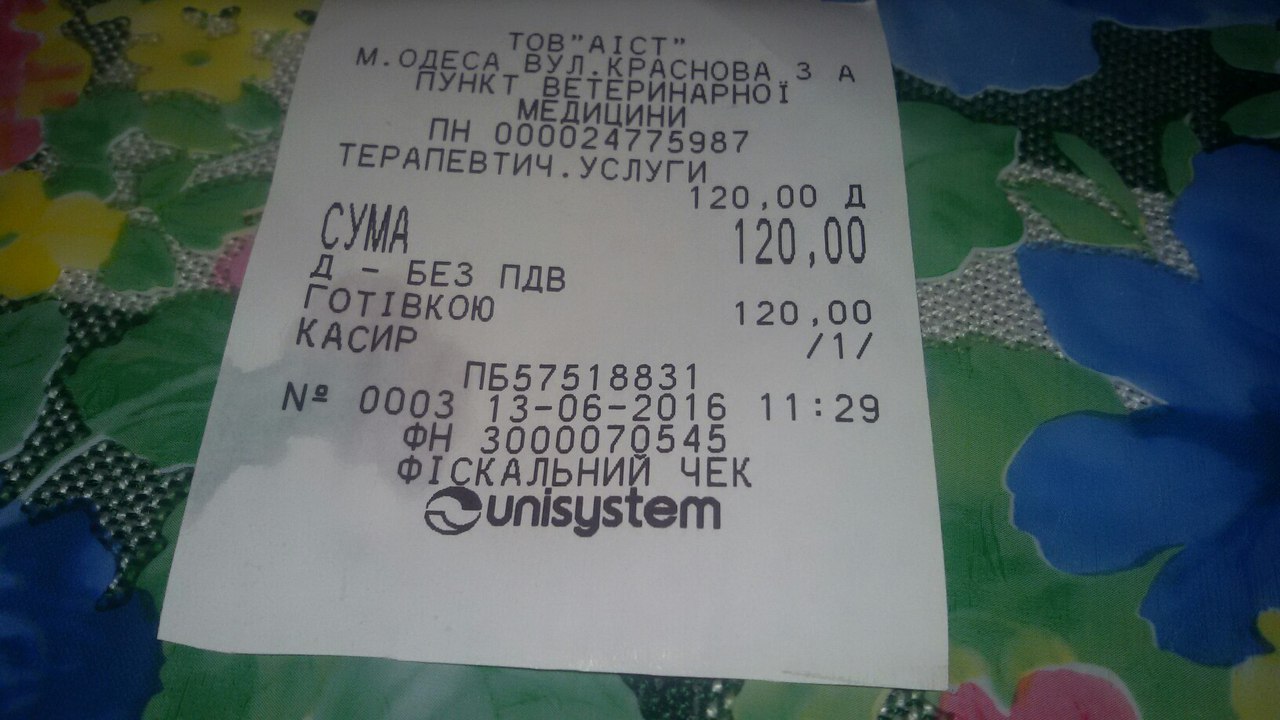 ТОВ"АІСТ"
М.ОДЕСА ВУЛ.КРАСНОВА 3 А
ПУНКТ ВЕТЕРИНАРНОЇ
МЕДИЦИНИ
ПН 000024775987
ТЕРАПЕВТИЧ.УСЛУГИ
120,00 Д
СУМА 120,00
Д - БЕЗ ПДВ
ГОТІВКОЮ 120,00
КАСИР /1/
ПБ57518831
№ 0003 13-06-2016 11:29
ФН 3000070545
ФІСКАЛЬНИЙ ЧЕК
unisystem